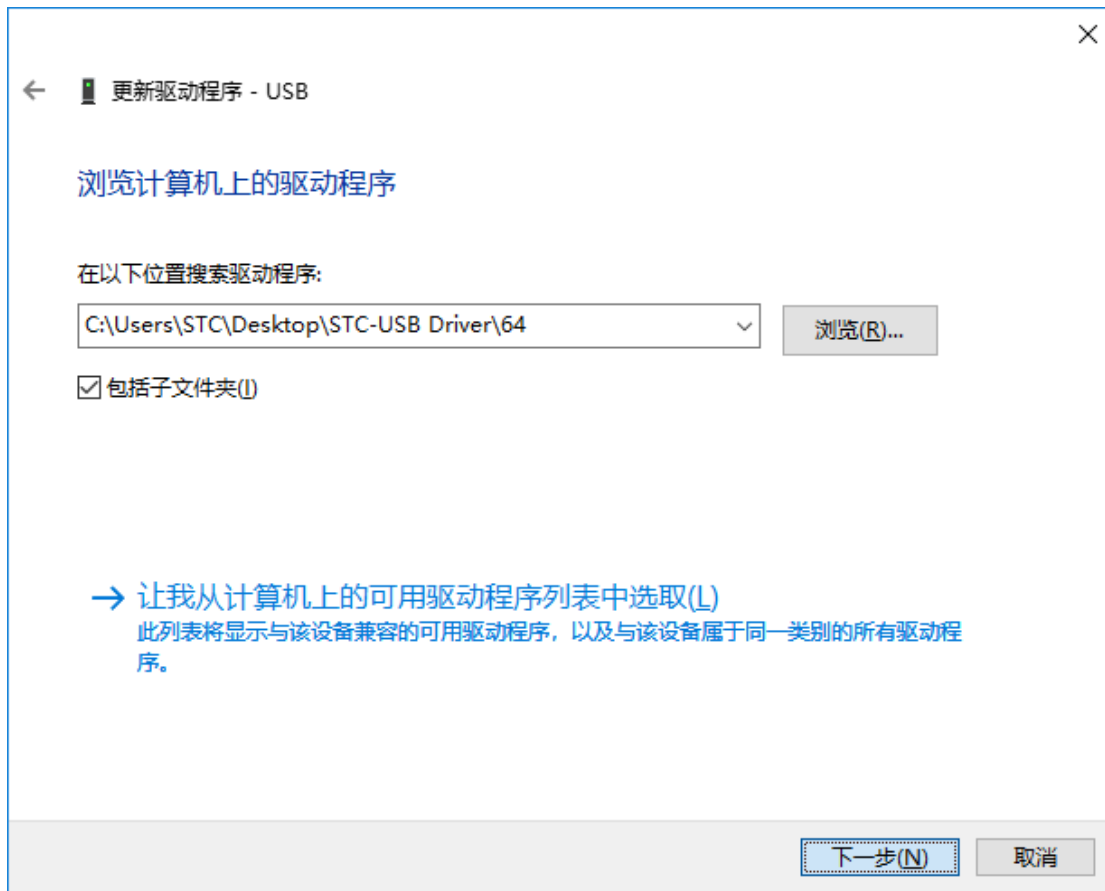 更新驱动程序 - USB
浏览计算机上的驱动程序
在以下位置搜索驱动程序:
C:\Users\STC\Desktop\STC-USB Driver\64
浏览(R)...
包括子文件夹(I)
让我从计算机上的可用驱动程序列表中选取(L)
此列表将显示与该设备兼容的可用驱动程序，以及与该设备属于同一类别的所有驱动程
序。
下一步(N)
取消